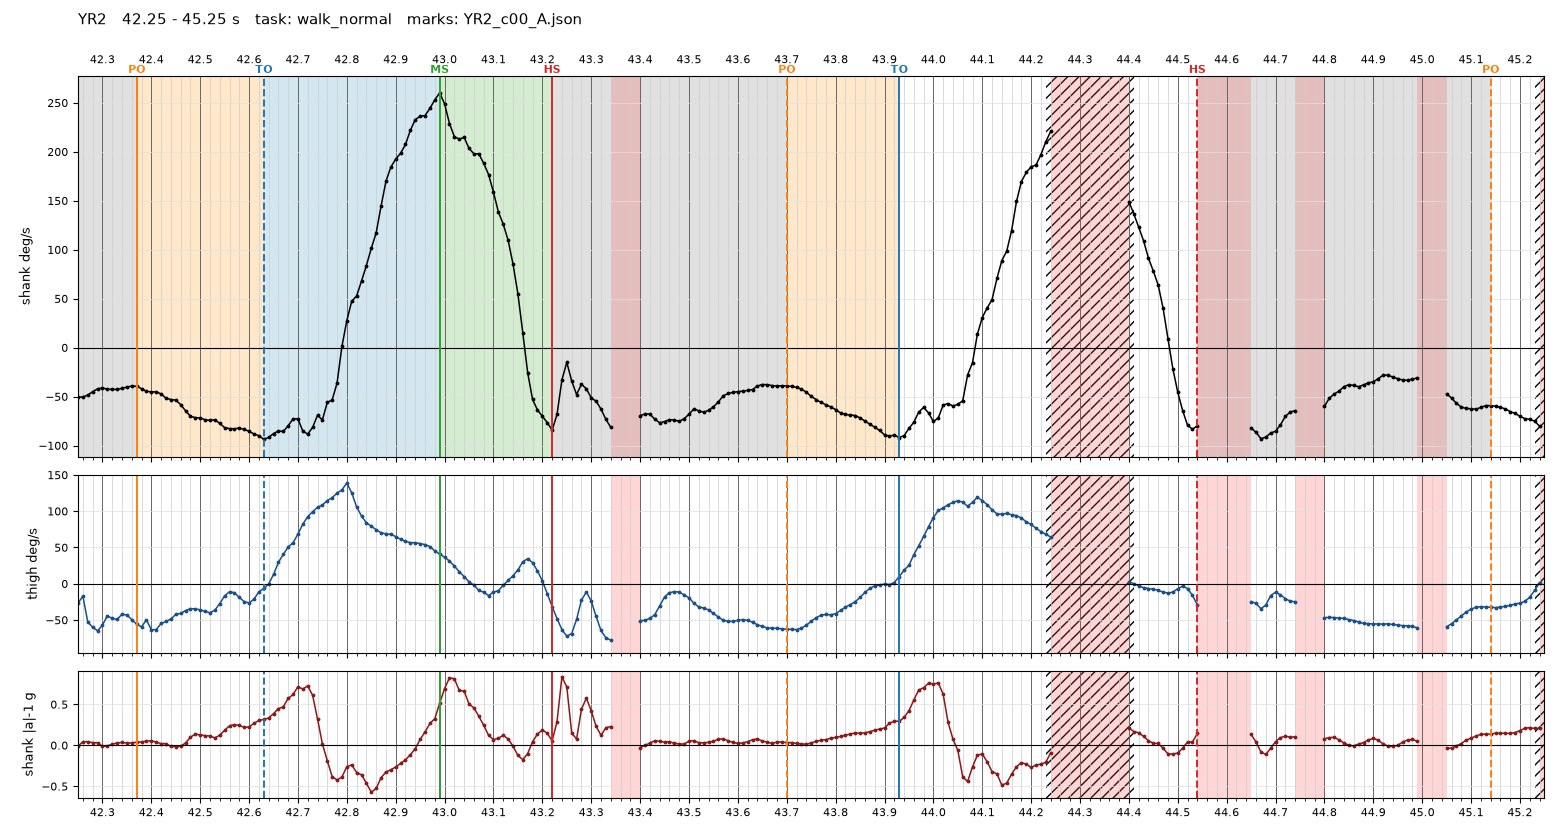 YR2 42.25 - 45.25 s task: walk_normal marks: YR2_c00_A.json
42.3 42.4 42.5 42.6 42.7 42.8 42.9 43.0 43.1 43.2 43.3 43.4 43.5 43.6 43.7 43.8 43.9 44.0 44.1 44.2 44.3 44.4 44.5 44.6 44.7 44.8 44.9 45.0 45.1 45.2
PO TO MS HS PO TO HS PO
shank deg/s
250
200
150
100
50
0
−50
−100
thigh deg/s
150
100
50
0
−50
shank |a|-1 g
0.5
0.0
−0.5
42.3 42.4 42.5 42.6 42.7 42.8 42.9 43.0 43.1 43.2 43.3 43.4 43.5 43.6 43.7 43.8 43.9 44.0 44.1 44.2 44.3 44.4 44.5 44.6 44.7 44.8 44.9 45.0 45.1 45.2